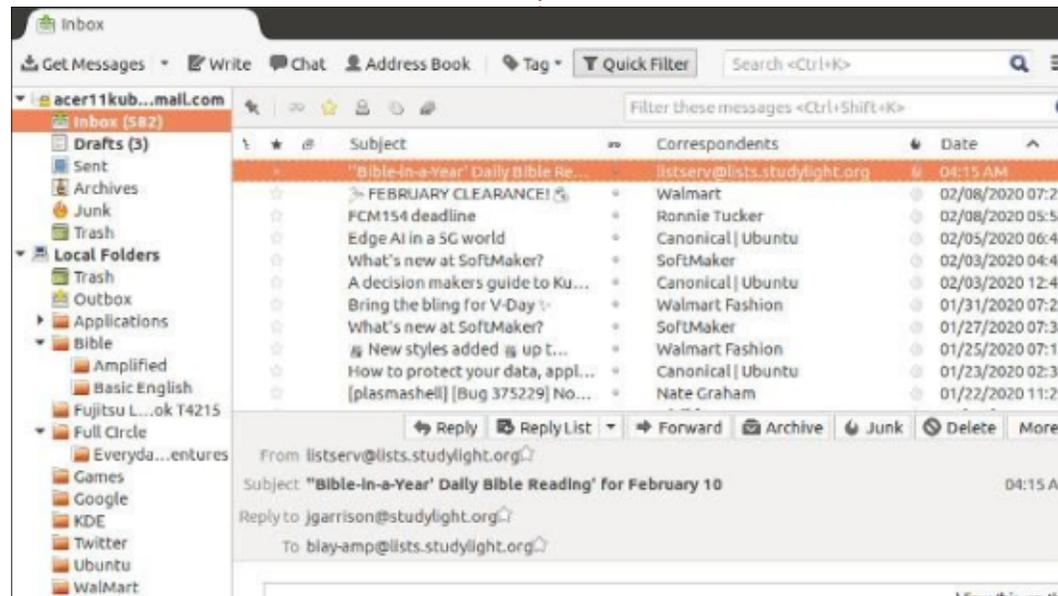 Inbox
Get Messages Write Chat Address Book Tag Quick Filter Search <Ctrl+K>
acer11kub...mail.com
Inbox (582)
Drafts (3)
Sent
Archives
Junk
Trash
Local Folders
Trash
Outbox
Applications
Bible
Amplified
Basic English
Fujitsu L...ok T4215
Full Circle
Everyda...entures
Games
Google
KDE
Twitter
Ubuntu
WalMart
Filter these messages <Ctrl+Shift+K>
Subject Correspondents Date
"Bible-in-a-Year' Daily Bible Re... listserv@lists.studylight.org 04:15 AM
FEBRUARY CLEARANCE! Walmart 02/08/2020 07:2
FCM154 deadline Ronnie Tucker 02/08/2020 05:5
Edge AI in a 5G world Canonical | Ubuntu 02/05/2020 06:4
What's new at SoftMaker? SoftMaker 02/03/2020 04:4
A decision makers guide to Ku... Canonical | Ubuntu 02/03/2020 12:4
Bring the bling for V-Day Walmart Fashion 01/31/2020 07:2
What's new at SoftMaker? SoftMaker 01/27/2020 07:3
New styles added up t... Walmart Fashion 01/25/2020 07:1
How to protect your data, appl... Canonical | Ubuntu 01/23/2020 02:3
[plasmashell] [Bug 375229] No... Nate Graham 01/22/2020 11:2
Reply Reply List Forward Archive Junk Delete More
From listserv@lists.studylight.org
Subject "Bible-in-a-Year' Daily Bible Reading' for February 10 04:15 A
Reply to jgarrison@studylight.org
To biay-amp@lists.studylight.org